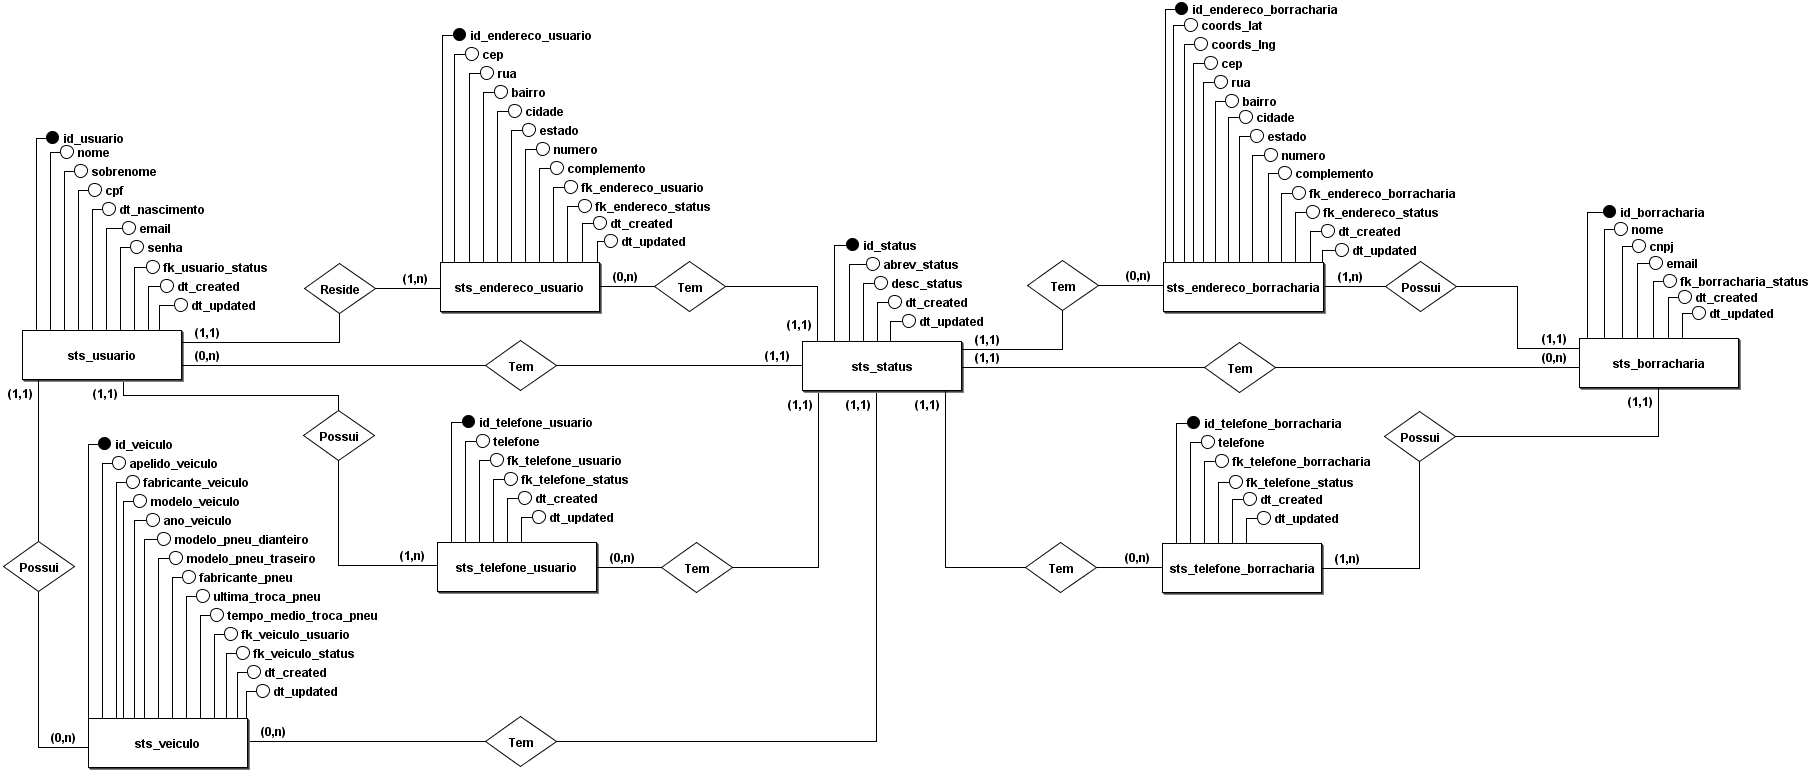 id_usuario
nome
sobrenome
cpf
dt_nascimento
email
senha
fk_usuario_status
dt_created
dt_updated
sts_usuario
(1,1)
(0,n)
(1,1)
(1,1)
Reside
(1,n)
id_endereco_usuario
cep
rua
bairro
cidade
estado
numero
complemento
fk_endereco_usuario
fk_endereco_status
dt_created
dt_updated
sts_endereco_usuario
(0,n)
Tem
(1,1)
Tem
(1,1)
id_status
abrev_status
desc_status
dt_created
dt_updated
sts_status
(1,1)
(1,1)
(1,1)
(1,1)
(1,1)
Tem
(0,n)
id_endereco_borracharia
coords_lat
coords_lng
cep
rua
bairro
cidade
estado
numero
complemento
fk_endereco_borracharia
fk_endereco_status
dt_created
dt_updated
sts_endereco_borracharia
(1,n)
Possui
(1,1)
Tem
(0,n)
id_borracharia
nome
cnpj
email
fk_borracharia_status
dt_created
dt_updated
sts_borracharia
(1,1)
Possui
Possui
(1,n)
id_telefone_usuario
telefone
fk_telefone_usuario
fk_telefone_status
dt_created
dt_updated
sts_telefone_usuario
(0,n)
Tem
Tem
(0,n)
id_telefone_borracharia
telefone
fk_telefone_borracharia
fk_telefone_status
dt_created
dt_updated
sts_telefone_borracharia
(1,n)
Possui
(0,n)
id_veiculo
apelido_veiculo
fabricante_veiculo
modelo_veiculo
ano_veiculo
modelo_pneu_dianteiro
modelo_pneu_traseiro
fabricante_pneu
ultima_troca_pneu
tempo_medio_troca_pneu
fk_veiculo_usuario
fk_veiculo_status
dt_created
dt_updated
sts_veiculo
(0,n)
Tem